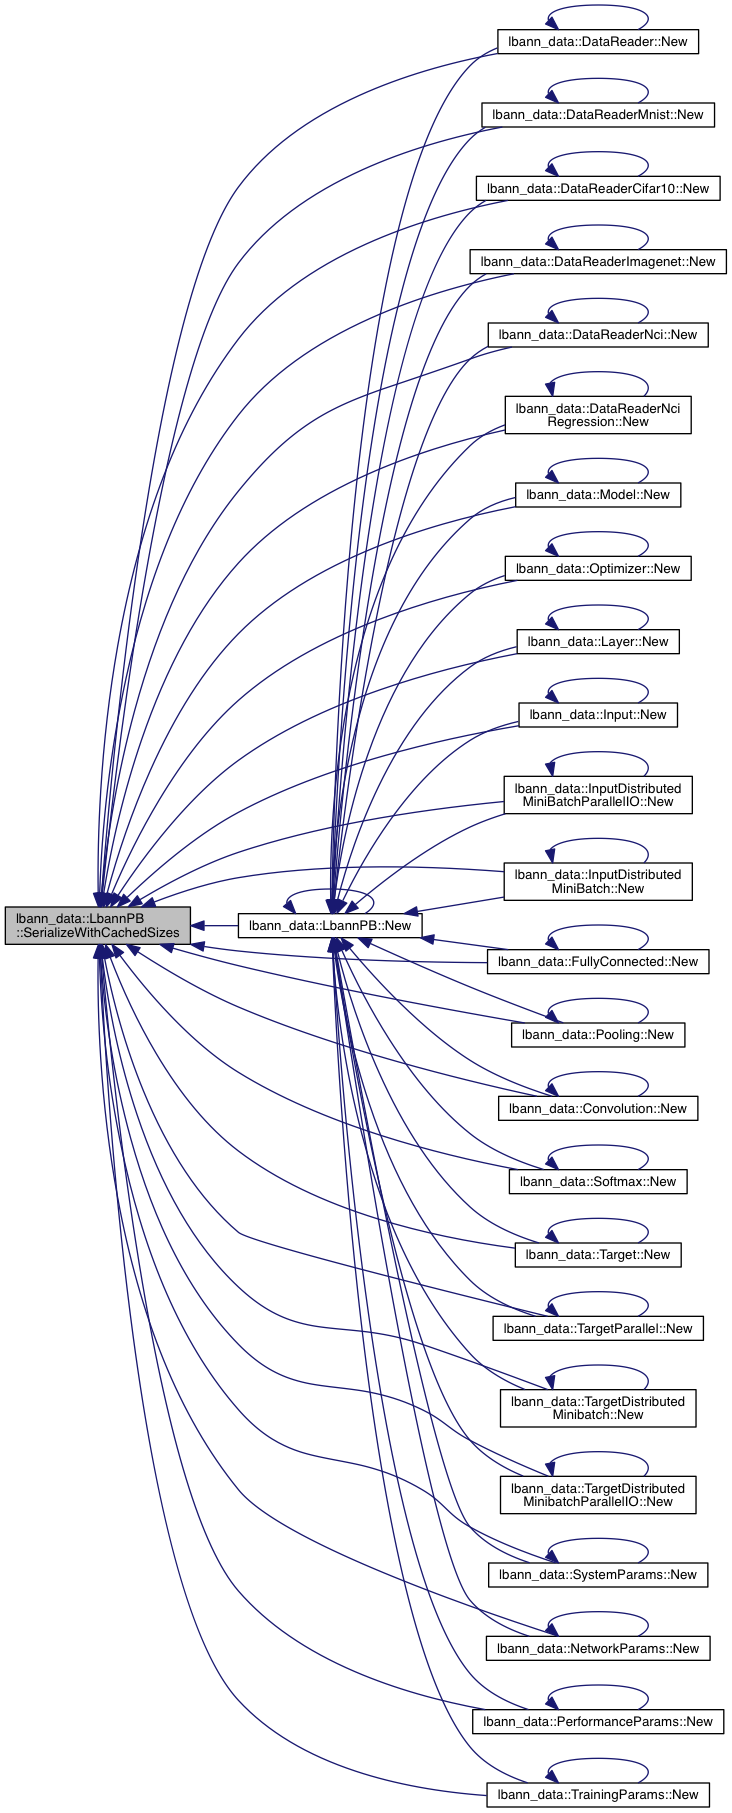 lbann_data::DataReader::New
lbann_data::DataReaderMnist::New
lbann_data::DataReaderCifar10::New
lbann_data::DataReaderImagenet::New
lbann_data::DataReaderNci::New
lbann_data::DataReaderNci
Regression::New
lbann_data::Model::New
lbann_data::Optimizer::New
lbann_data::Layer::New
lbann_data::Input::New
lbann_data::InputDistributed
MiniBatchParallelIO::New
lbann_data::InputDistributed
MiniBatch::New
lbann_data::LbannPB
::SerializeWithCachedSizes
lbann_data::LbannPB::New
lbann_data::FullyConnected::New
lbann_data::Pooling::New
lbann_data::Convolution::New
lbann_data::Softmax::New
lbann_data::Target::New
lbann_data::TargetParallel::New
lbann_data::TargetDistributed
Minibatch::New
lbann_data::TargetDistributed
MinibatchParallelIO::New
lbann_data::SystemParams::New
lbann_data::NetworkParams::New
lbann_data::PerformanceParams::New
lbann_data::TrainingParams::New